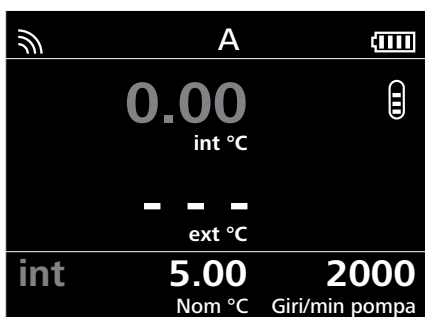 A
0.00
int °C
- - -
ext °C
int 5.00 2000
Nom °C Giri/min pompa